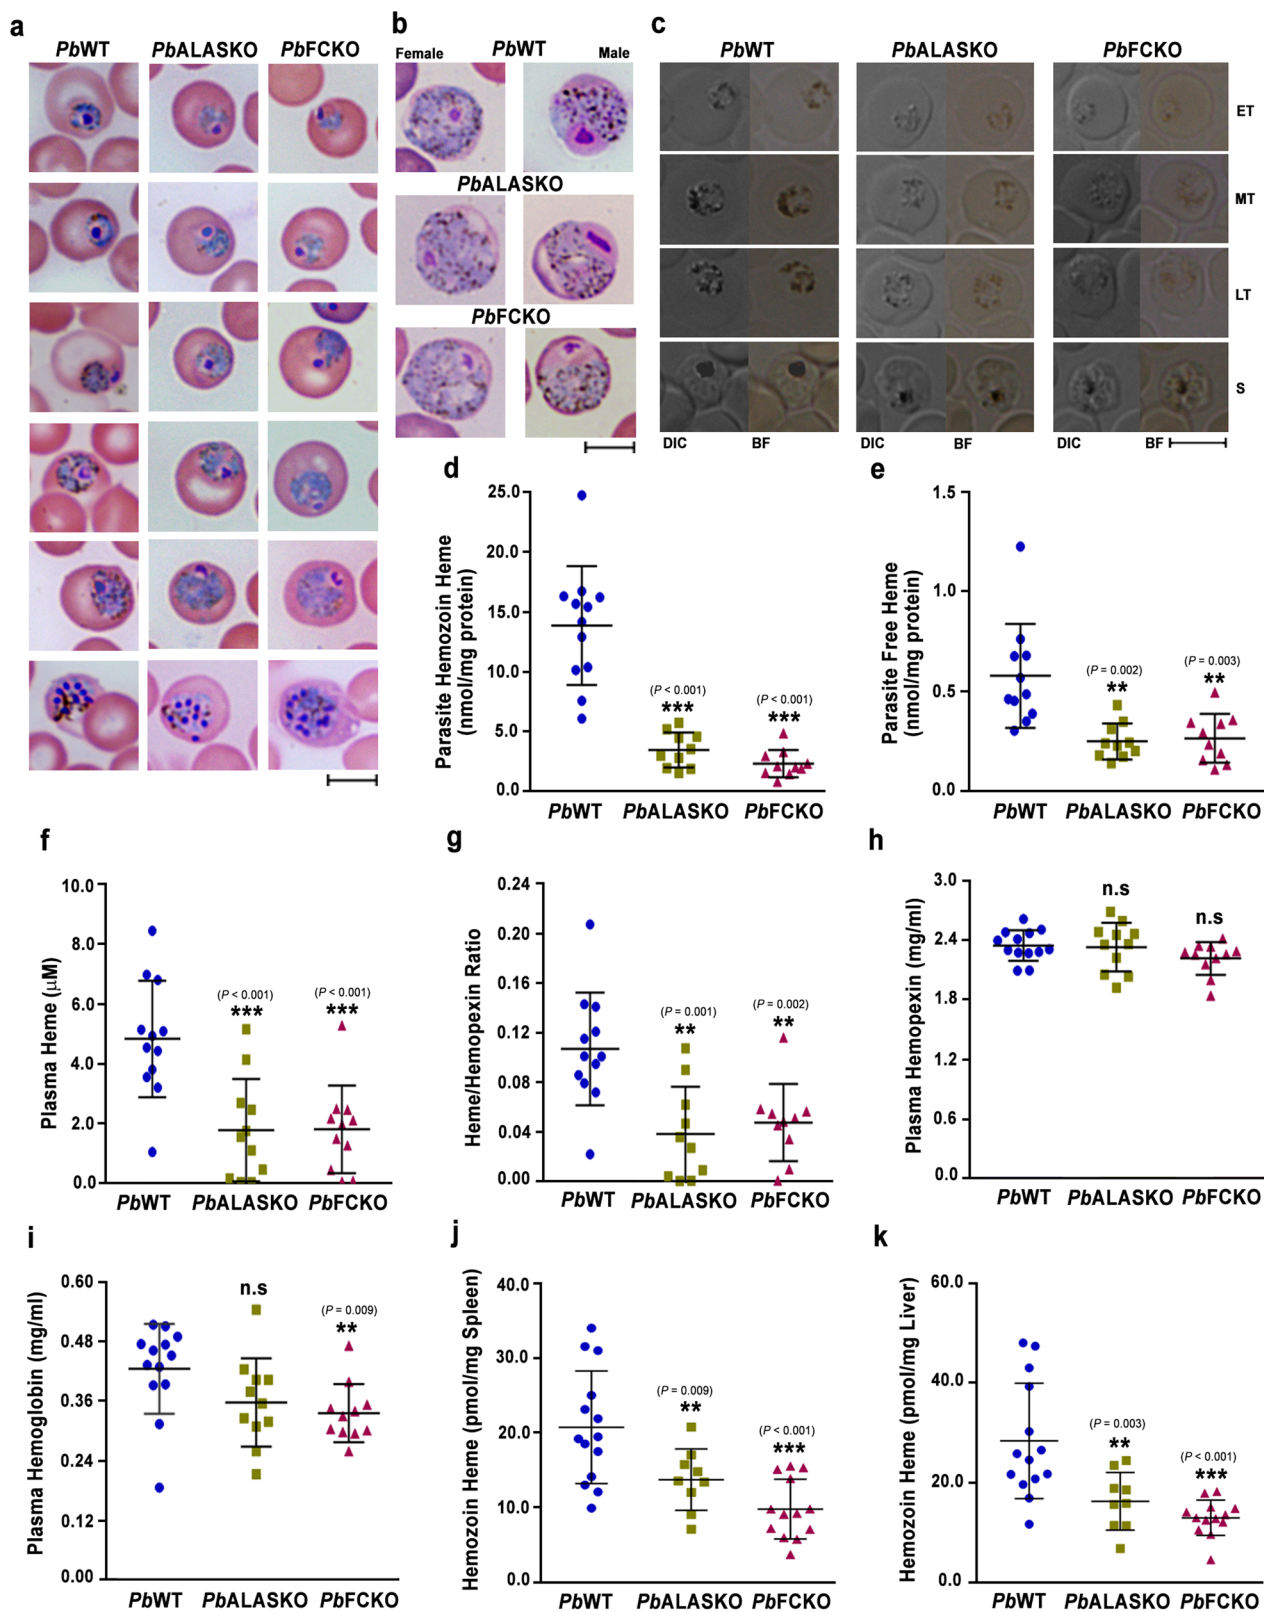 a
PbWT PbALASKO PbFCKO
b
Female PbWT Male
PbALASKO
PbFCKO
c
PbWT PbALASKO PbFCKO
ET
MT
LT
S
DIC BF DIC BF DIC BF
d
Parasite Hemozoin Heme
(nmol/mg protein)
25.0
20.0
15.0
10.0
5.0
0.0
(P < 0.001)
***
(P < 0.001)
***
PbWT PbALASKO PbFCKO
e
Parasite Free Heme
(nmol/mg protein)
1.5
1.0
0.5
0.0
(P = 0.002)
**
(P = 0.003)
**
PbWT PbALASKO PbFCKO
f
Plasma Heme (µM)
10.0
8.0
6.0
4.0
2.0
0.0
(P < 0.001)
***
(P < 0.001)
***
PbWT PbALASKO PbFCKO
g
Heme/Hemopexin Ratio
0.24
0.20
0.16
0.12
0.08
0.04
0.00
(P = 0.001)
**
(P = 0.002)
**
PbWT PbALASKO PbFCKO
h
Plasma Hemopexin (mg/ml)
3.0
2.4
1.8
1.2
0.6
0.0
n.s
n.s
PbWT PbALASKO PbFCKO
i
Plasma Hemoglobin (mg/ml)
0.60
0.48
0.36
0.24
0.12
0.00
n.s
(P = 0.009)
**
PbWT PbALASKO PbFCKO
j
Hemozoin Heme (pmol/mg Spleen)
40.0
30.0
20.0
10.0
0.0
(P = 0.009)
**
(P < 0.001)
***
PbWT PbALASKO PbFCKO
k
Hemozoin Heme (pmol/mg Liver)
60.0
40.0
20.0
0.0
(P = 0.003)
**
(P < 0.001)
***
PbWT PbALASKO PbFCKO